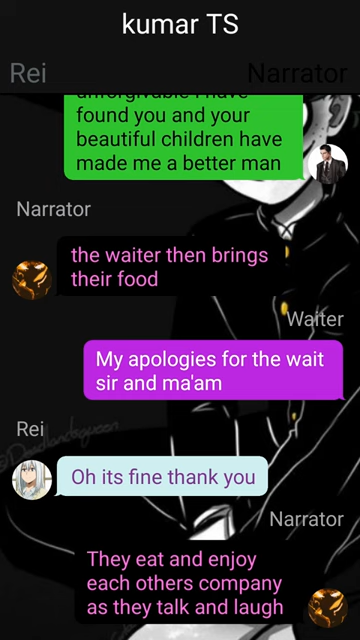 kumar TS
Rei
Narrator
unforgivable I have
found you and your
beautiful children have
made me a better man
Narrator
the waiter then brings
their food
Waiter
My apologies for the wait
sir and ma'am
Rei
Oh its fine thank you
Narrator
They eat and enjoy
each others company
as they talk and laugh